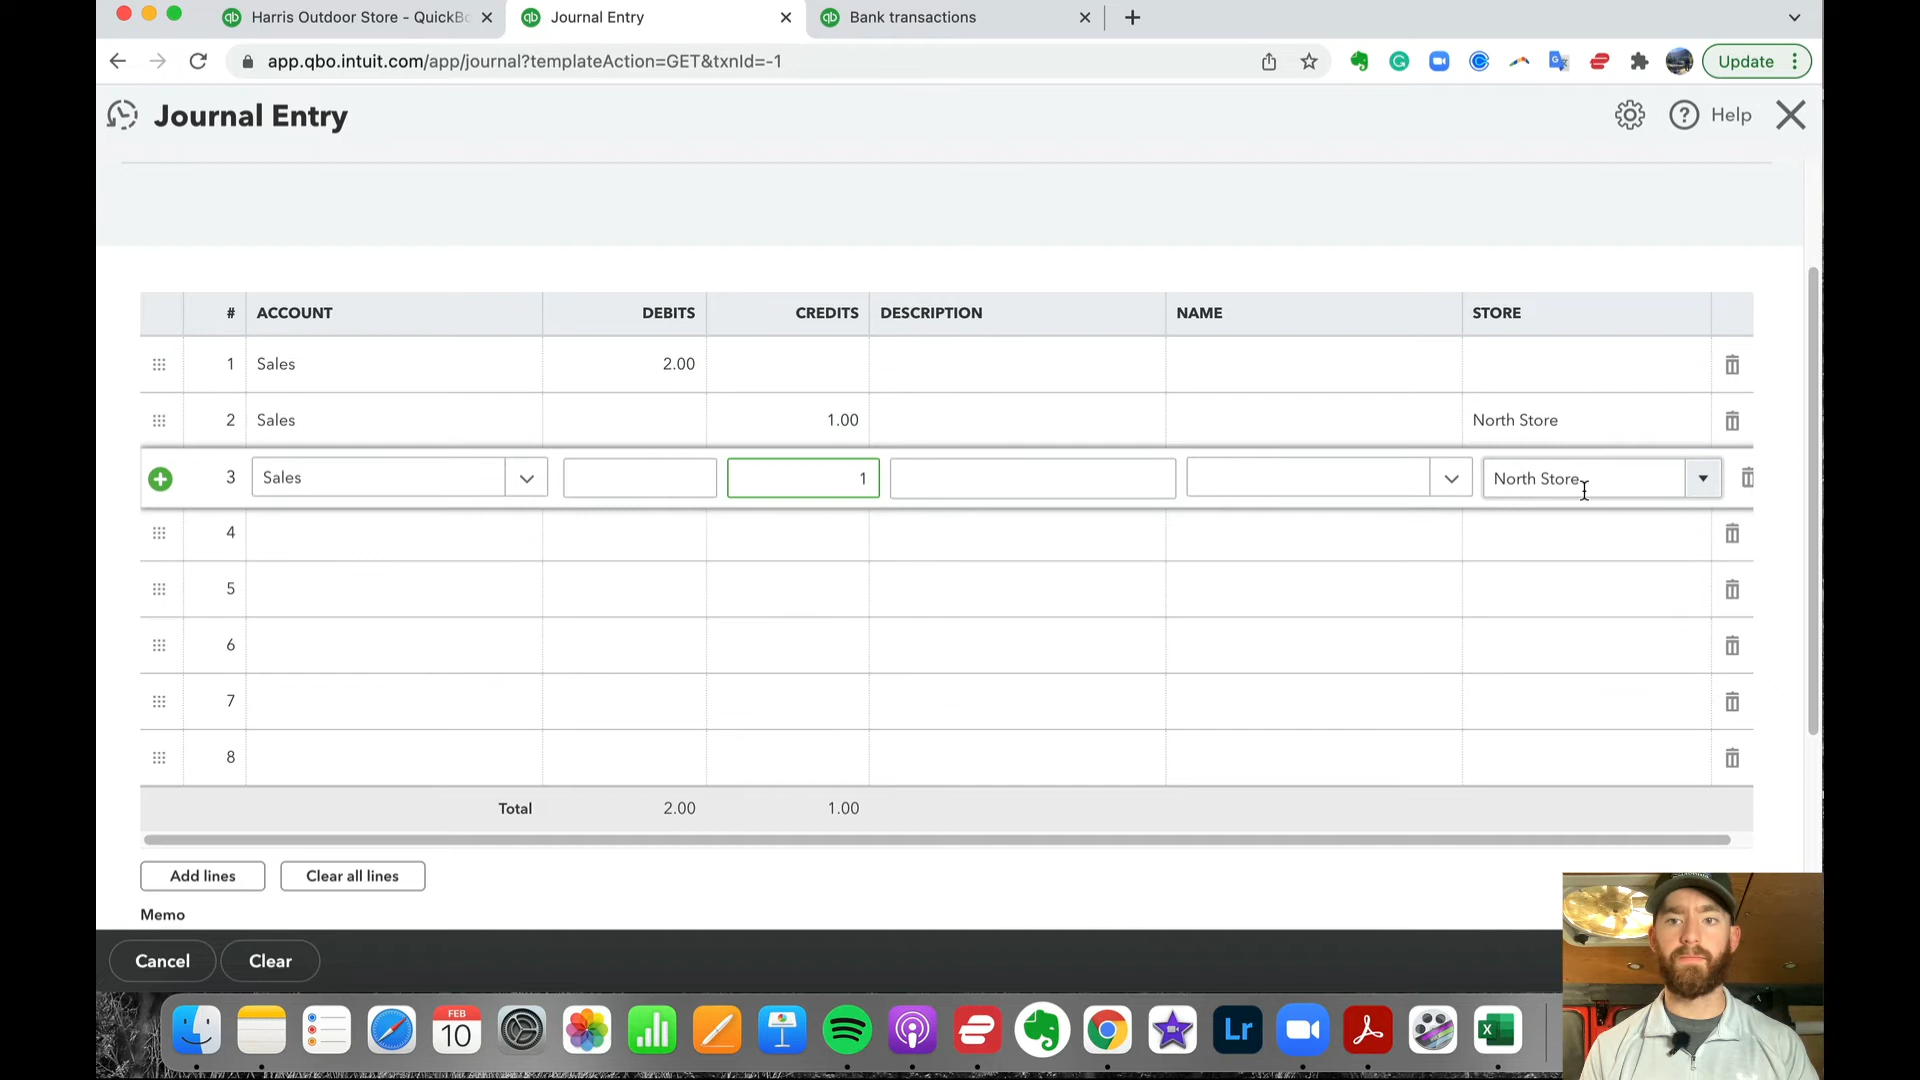 Harris Outdoor Store - QuickBo
Journal Entry
Bank transactions
app.qbo.intuit.com/app/journal?templateAction=GET&txnId=-1
Update
Journal Entry
Help
# ACCOUNT DEBITS CREDITS DESCRIPTION NAME STORE
1 Sales 2.00
2 Sales 1.00 North Store
3 Sales 1 North Store
4
5
6
7
8
Total 2.00 1.00
Add lines Clear all lines
Memo
Cancel Clear
FEB
10
Lr
X